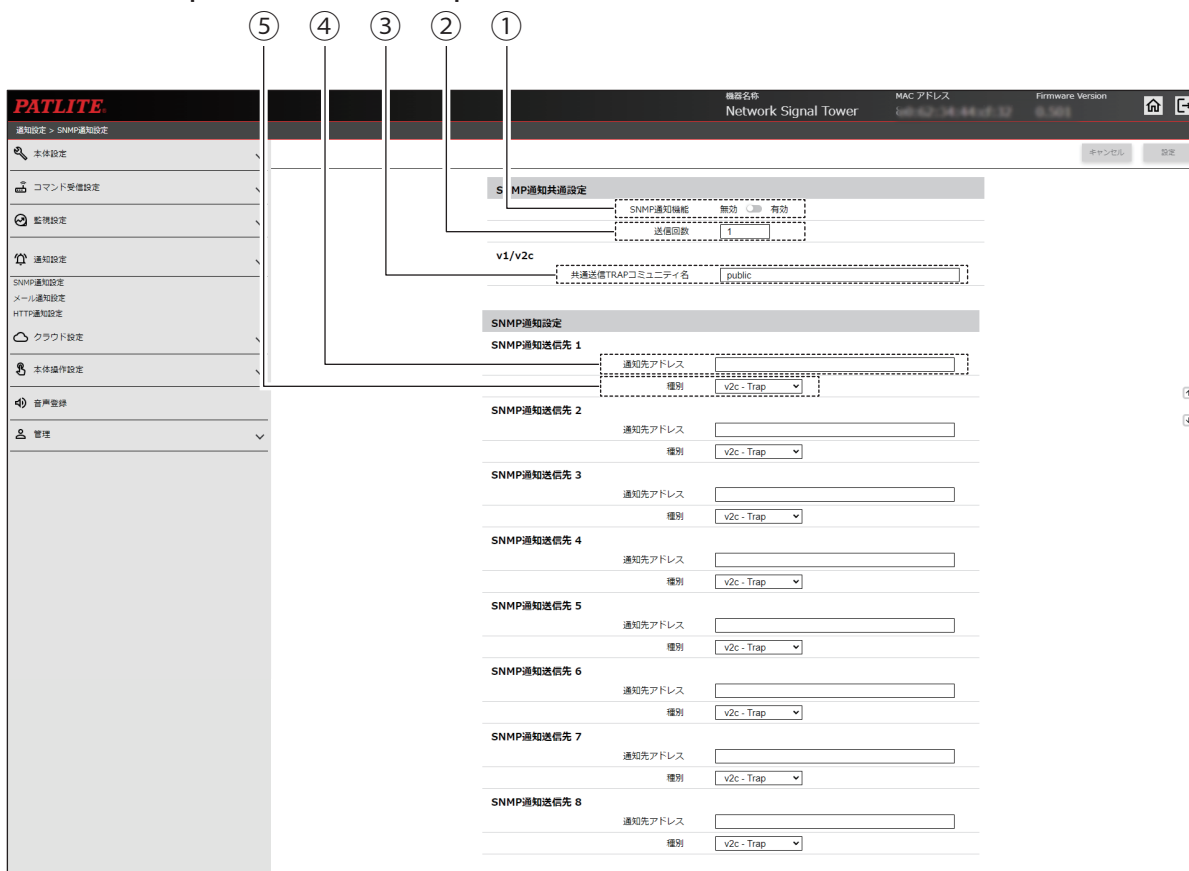 ⑤ ④ ③ ② ①
PATLITE®
機器名称
Network Signal Tower
MAC アドレス
Firmware Version
0.501
通知設定 > SNMP通知設定
キャンセル 設定
本体設定
コマンド受信設定
監視設定
通知設定
SNMP通知設定
メール通知設定
HTTP通知設定
クラウド設定
本体操作設定
音声登録
管理
SNMP通知共通設定
SNMP通知機能 無効 有効
送信回数 1
v1/v2c
共通送信TRAPコミュニティ名 public
SNMP通知設定
SNMP通知送信先 1
通知先アドレス
種別 v2c - Trap
SNMP通知送信先 2
通知先アドレス
種別 v2c - Trap
SNMP通知送信先 3
通知先アドレス
種別 v2c - Trap
SNMP通知送信先 4
通知先アドレス
種別 v2c - Trap
SNMP通知送信先 5
通知先アドレス
種別 v2c - Trap
SNMP通知送信先 6
通知先アドレス
種別 v2c - Trap
SNMP通知送信先 7
通知先アドレス
種別 v2c - Trap
SNMP通知送信先 8
通知先アドレス
種別 v2c - Trap